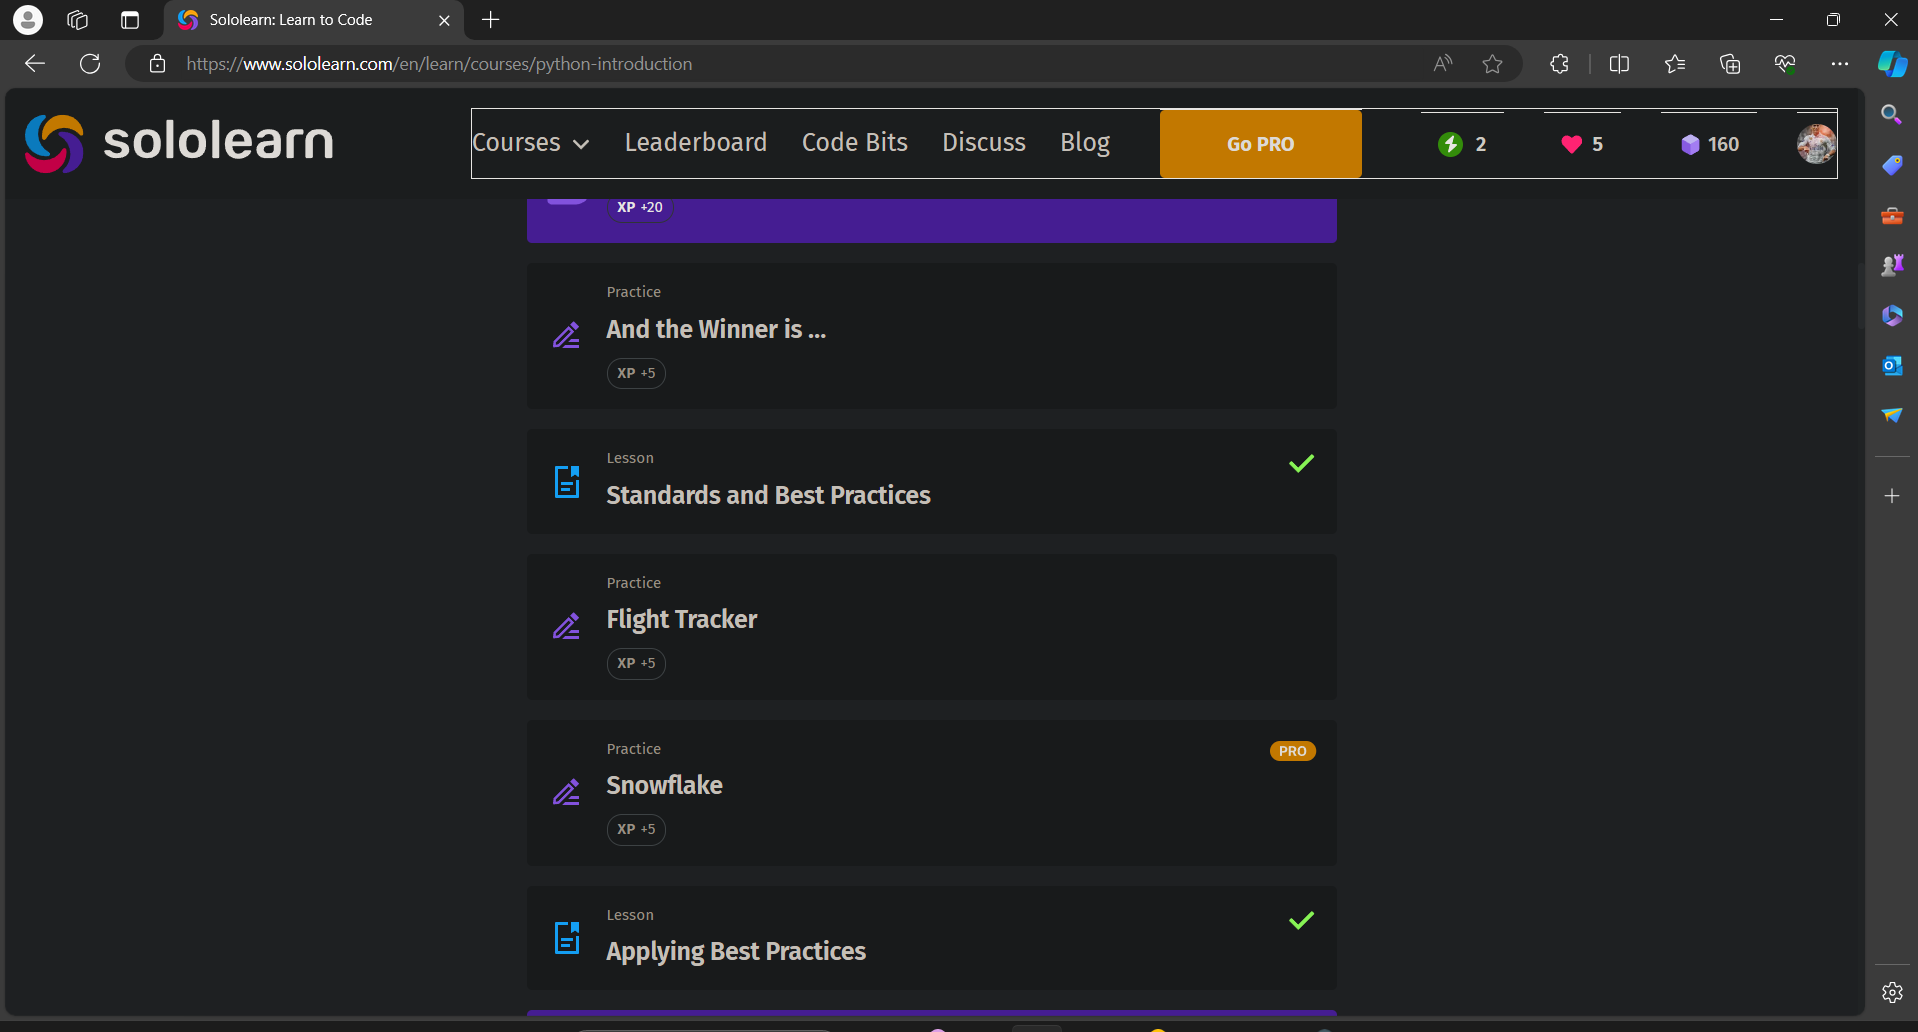 Sololearn: Learn to Code
https://www.sololearn.com/en/learn/courses/python-introduction
sololearn
Courses Leaderboard Code Bits Discuss Blog Go PRO 2 5 160
XP +20
Practice
And the Winner is ...
XP +5
Lesson
Standards and Best Practices
Practice
Flight Tracker
XP +5
Practice
PRO
Snowflake
XP +5
Lesson
Applying Best Practices